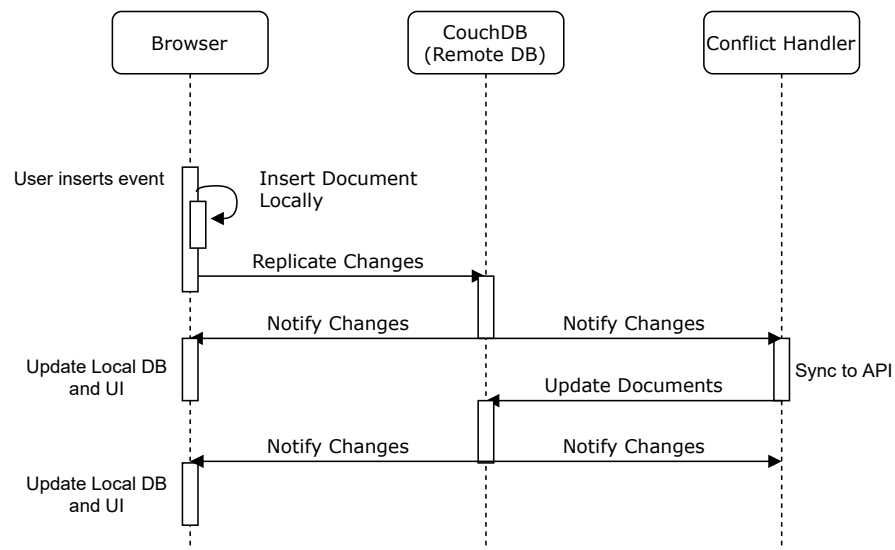 Browser
CouchDB
(Remote DB)
Conflict Handler
User inserts event
Insert Document
Locally
Replicate Changes
Notify Changes
Notify Changes
Update Local DB
and UI
Sync to API
Update Documents
Notify Changes
Notify Changes
Update Local DB
and UI